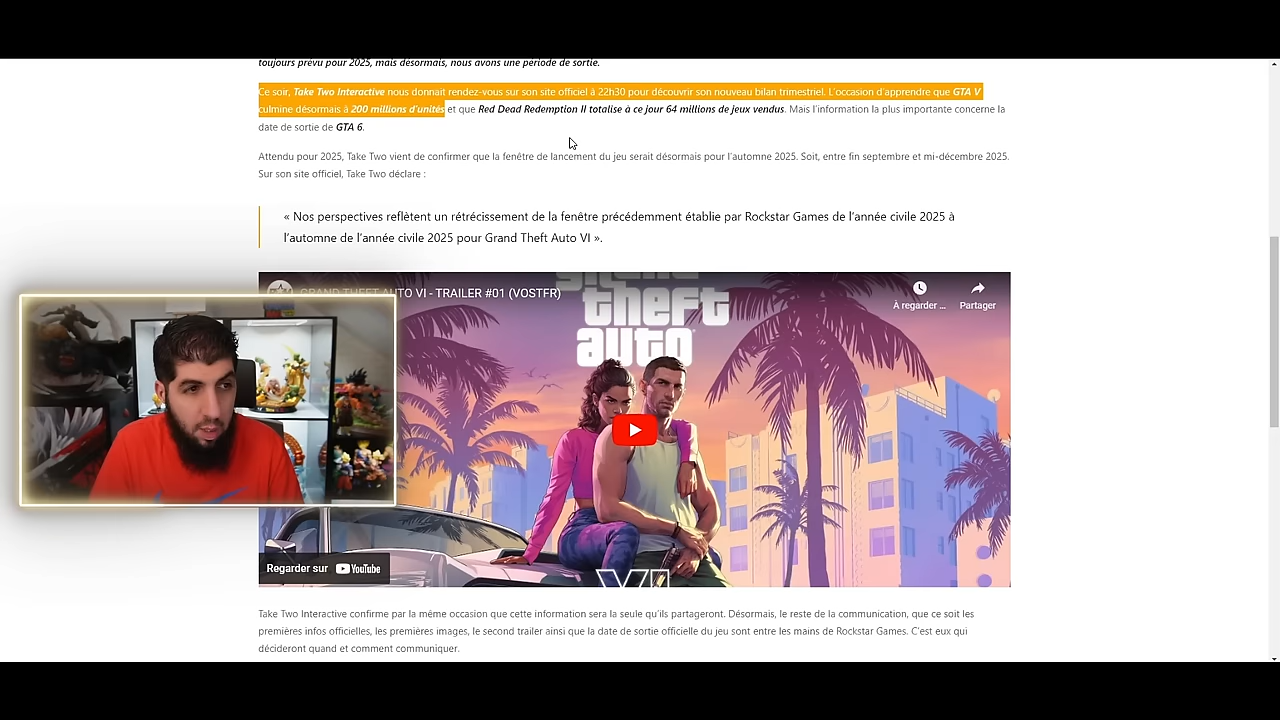 toujours prévu pour 2025, mais désormais, nous avons une période de sortie.
Ce soir, Take Two Interactive nous donnait rendez-vous sur son site officiel à 22h30 pour découvrir son nouveau bilan trimestriel. L'occasion d'apprendre que GTA V
culmine désormais à 200 millions d'unités et que Red Dead Redemption II totalise à ce jour 64 millions de jeux vendus. Mais l'information la plus importante concerne la
date de sortie de GTA 6.
Attendu pour 2025, Take Two vient de confirmer que la fenêtre de lancement du jeu serait désormais pour l'automne 2025. Soit, entre fin septembre et mi-décembre 2025.
Sur son site officiel, Take Two déclare :
« Nos perspectives reflètent un rétrécissement de la fenêtre précédemment établie par Rockstar Games de l'année civile 2025 à
l'automne de l'année civile 2025 pour Grand Theft Auto VI ».
GRAND THEFT AUTO VI - TRAILER #01 (VOSTFR)
À regarder ...
Partager
grand
theft
auto
VI
Regarder sur YouTube
Take Two Interactive confirme par la même occasion que cette information sera la seule qu'ils partageront. Désormais, le reste de la communication, que ce soit les
premières infos officielles, les premières images, le second trailer ainsi que la date de sortie officielle du jeu sont entre les mains de Rockstar Games. C'est eux qui
décideront quand et comment communiquer.